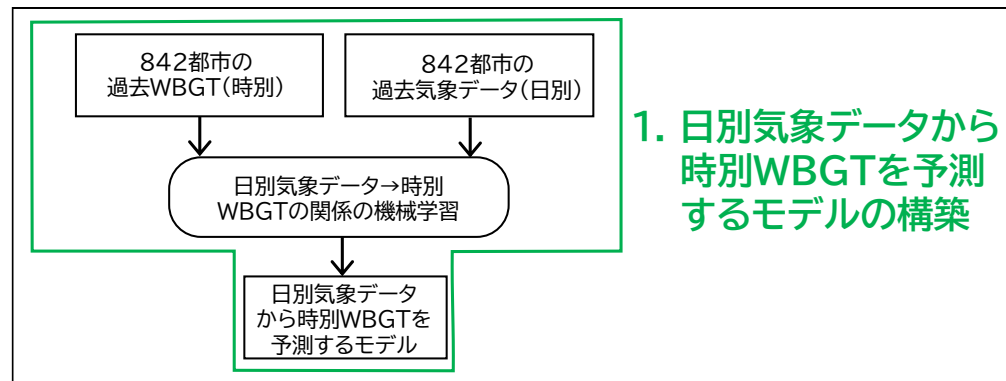 842都市の
過去WBGT(時別)
842都市の
過去気象データ(日別)
日別気象データ→時別
WBGTの関係の機械学習
日別気象データ
から時別WBGTを
予測するモデル
1. 日別気象データから
時別WBGTを予測
するモデルの構築